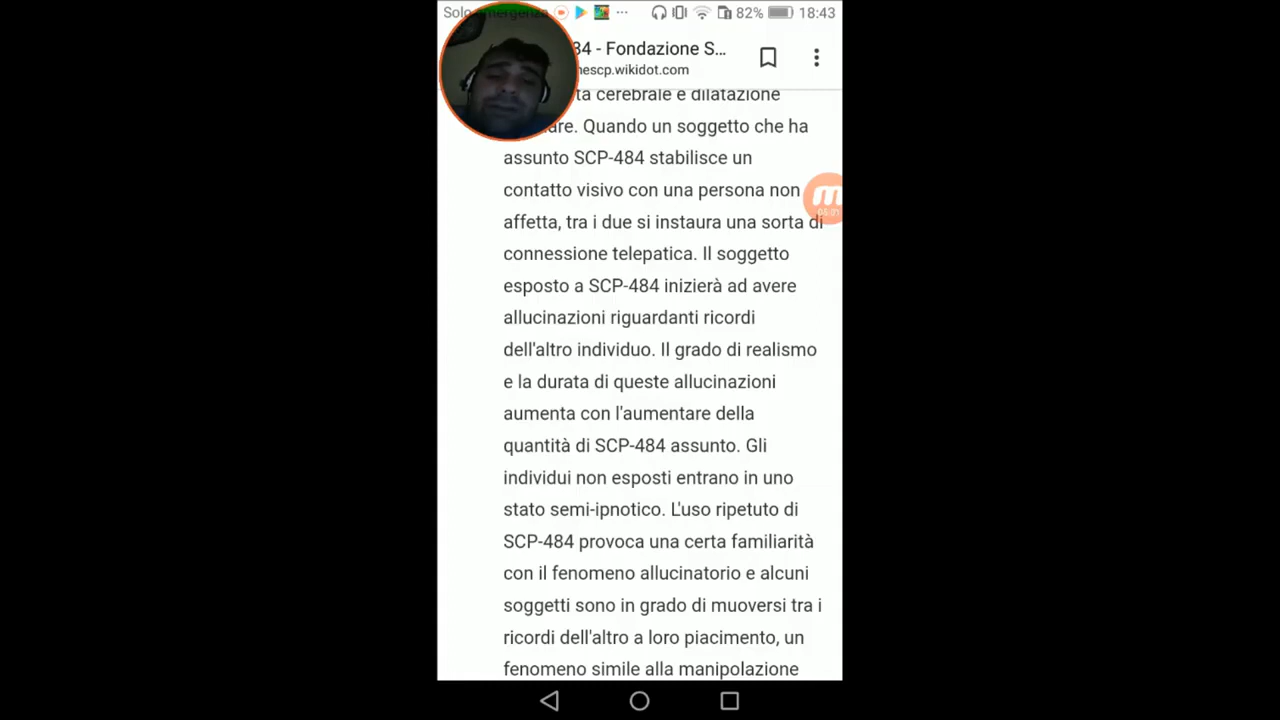 Solo emergenze ... 82% 18:43
84 - Fondazione S...
nescp.wikidot.com
ta cerebrale e dilatazione
are. Quando un soggetto che ha
assunto SCP-484 stabilisce un
contatto visivo con una persona non
affetta, tra i due si instaura una sorta di
connessione telepatica. Il soggetto
esposto a SCP-484 inizierà ad avere
allucinazioni riguardanti ricordi
dell'altro individuo. Il grado di realismo
e la durata di queste allucinazioni
aumenta con l'aumentare della
quantità di SCP-484 assunto. Gli
individui non esposti entrano in uno
stato semi-ipnotico. L'uso ripetuto di
SCP-484 provoca una certa familiarità
con il fenomeno allucinatorio e alcuni
soggetti sono in grado di muoversi tra i
ricordi dell'altro a loro piacimento, un
fenomeno simile alla manipolazione